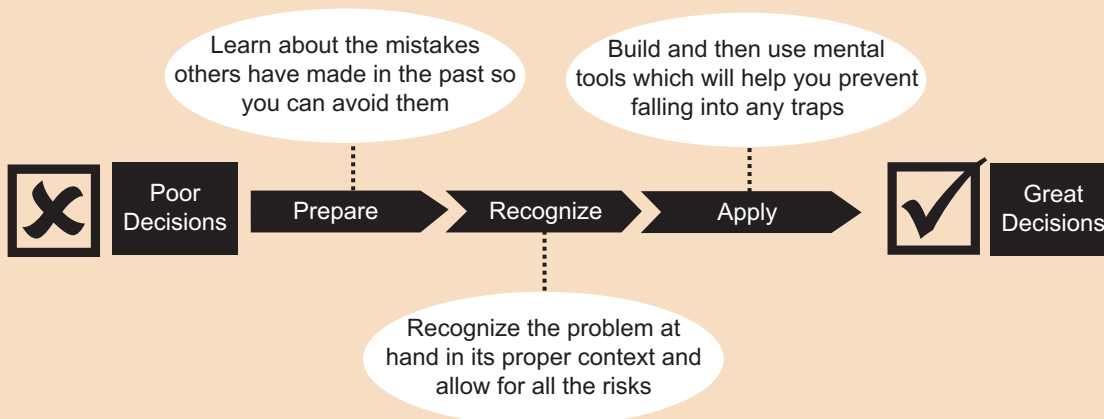 Learn about the mistakes
others have made in the past so
you can avoid them
Build and then use mental
tools which will help you prevent
falling into any traps
Poor
Decisions
Prepare
Recognize
Apply
Great
Decisions
Recognize the problem at
hand in its proper context and
allow for all the risks